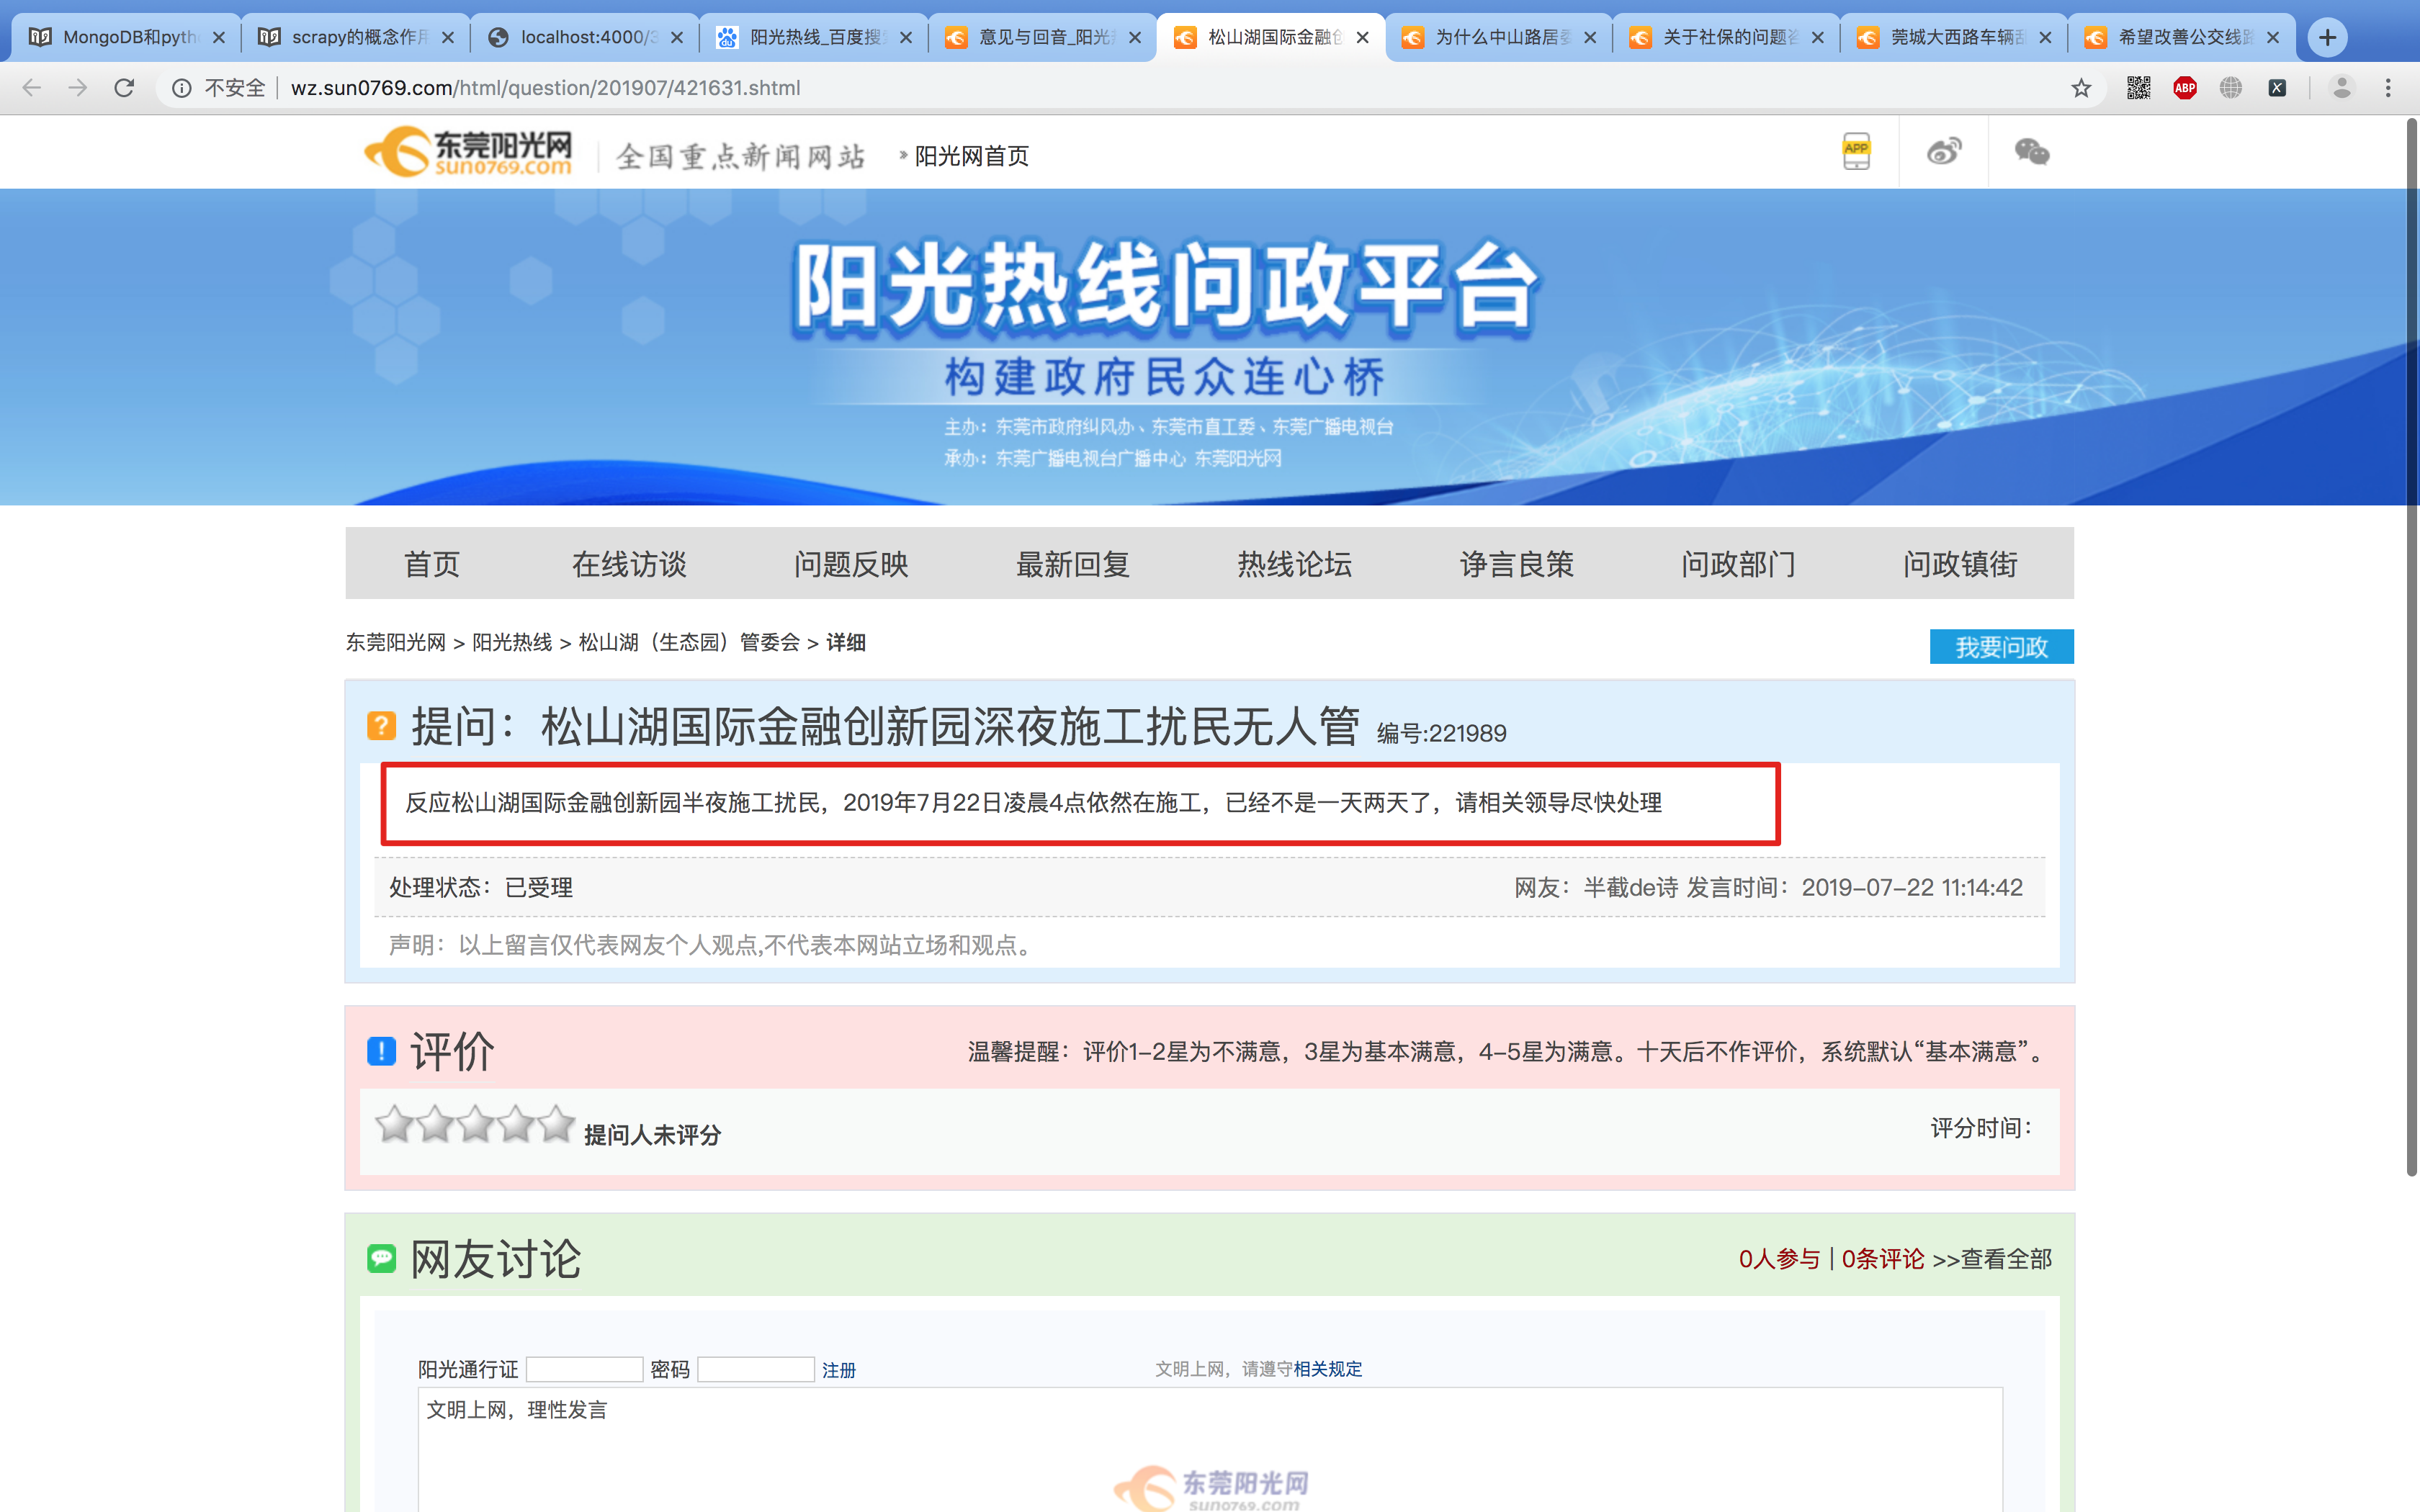 MongoDB和pyth
scrapy的概念作用
localhost:4000/3
阳光热线_百度搜
意见与回音_阳光
松山湖国际金融创
为什么中山路居委
关于社保的问题咨
莞城大西路车辆乱
希望改善公交线路
不安全 wz.sun0769.com/html/question/201907/421631.shtml
ABP
东莞阳光网
sun0769.com
全国重点新闻网站
» 阳光网首页
APP
阳光热线问政平台
构建政府民众连心桥
主办：东莞市政府纠风办、东莞市直工委、东莞广播电视台
承办：东莞广播电视台广播中心 东莞阳光网
首页 在线访谈 问题反映 最新回复 热线论坛 诤言良策 问政部门 问政镇街
东莞阳光网 > 阳光热线 > 松山湖（生态园）管委会 > 详细
我要问政
提问：松山湖国际金融创新园深夜施工扰民无人管 编号:221989
反应松山湖国际金融创新园半夜施工扰民，2019年7月22日凌晨4点依然在施工，已经不是一天两天了，请相关领导尽快处理
处理状态：已受理
网友：半截de诗 发言时间：2019-07-22 11:14:42
声明：以上留言仅代表网友个人观点,不代表本网站立场和观点。
评价
温馨提醒：评价1-2星为不满意，3星为基本满意，4-5星为满意。十天后不作评价，系统默认“基本满意”。
提问人未评分
评分时间：
网友讨论
0人参与 | 0条评论 >>查看全部
阳光通行证 密码 注册
文明上网，请遵守相关规定
文明上网，理性发言
东莞阳光网
sun0769.com